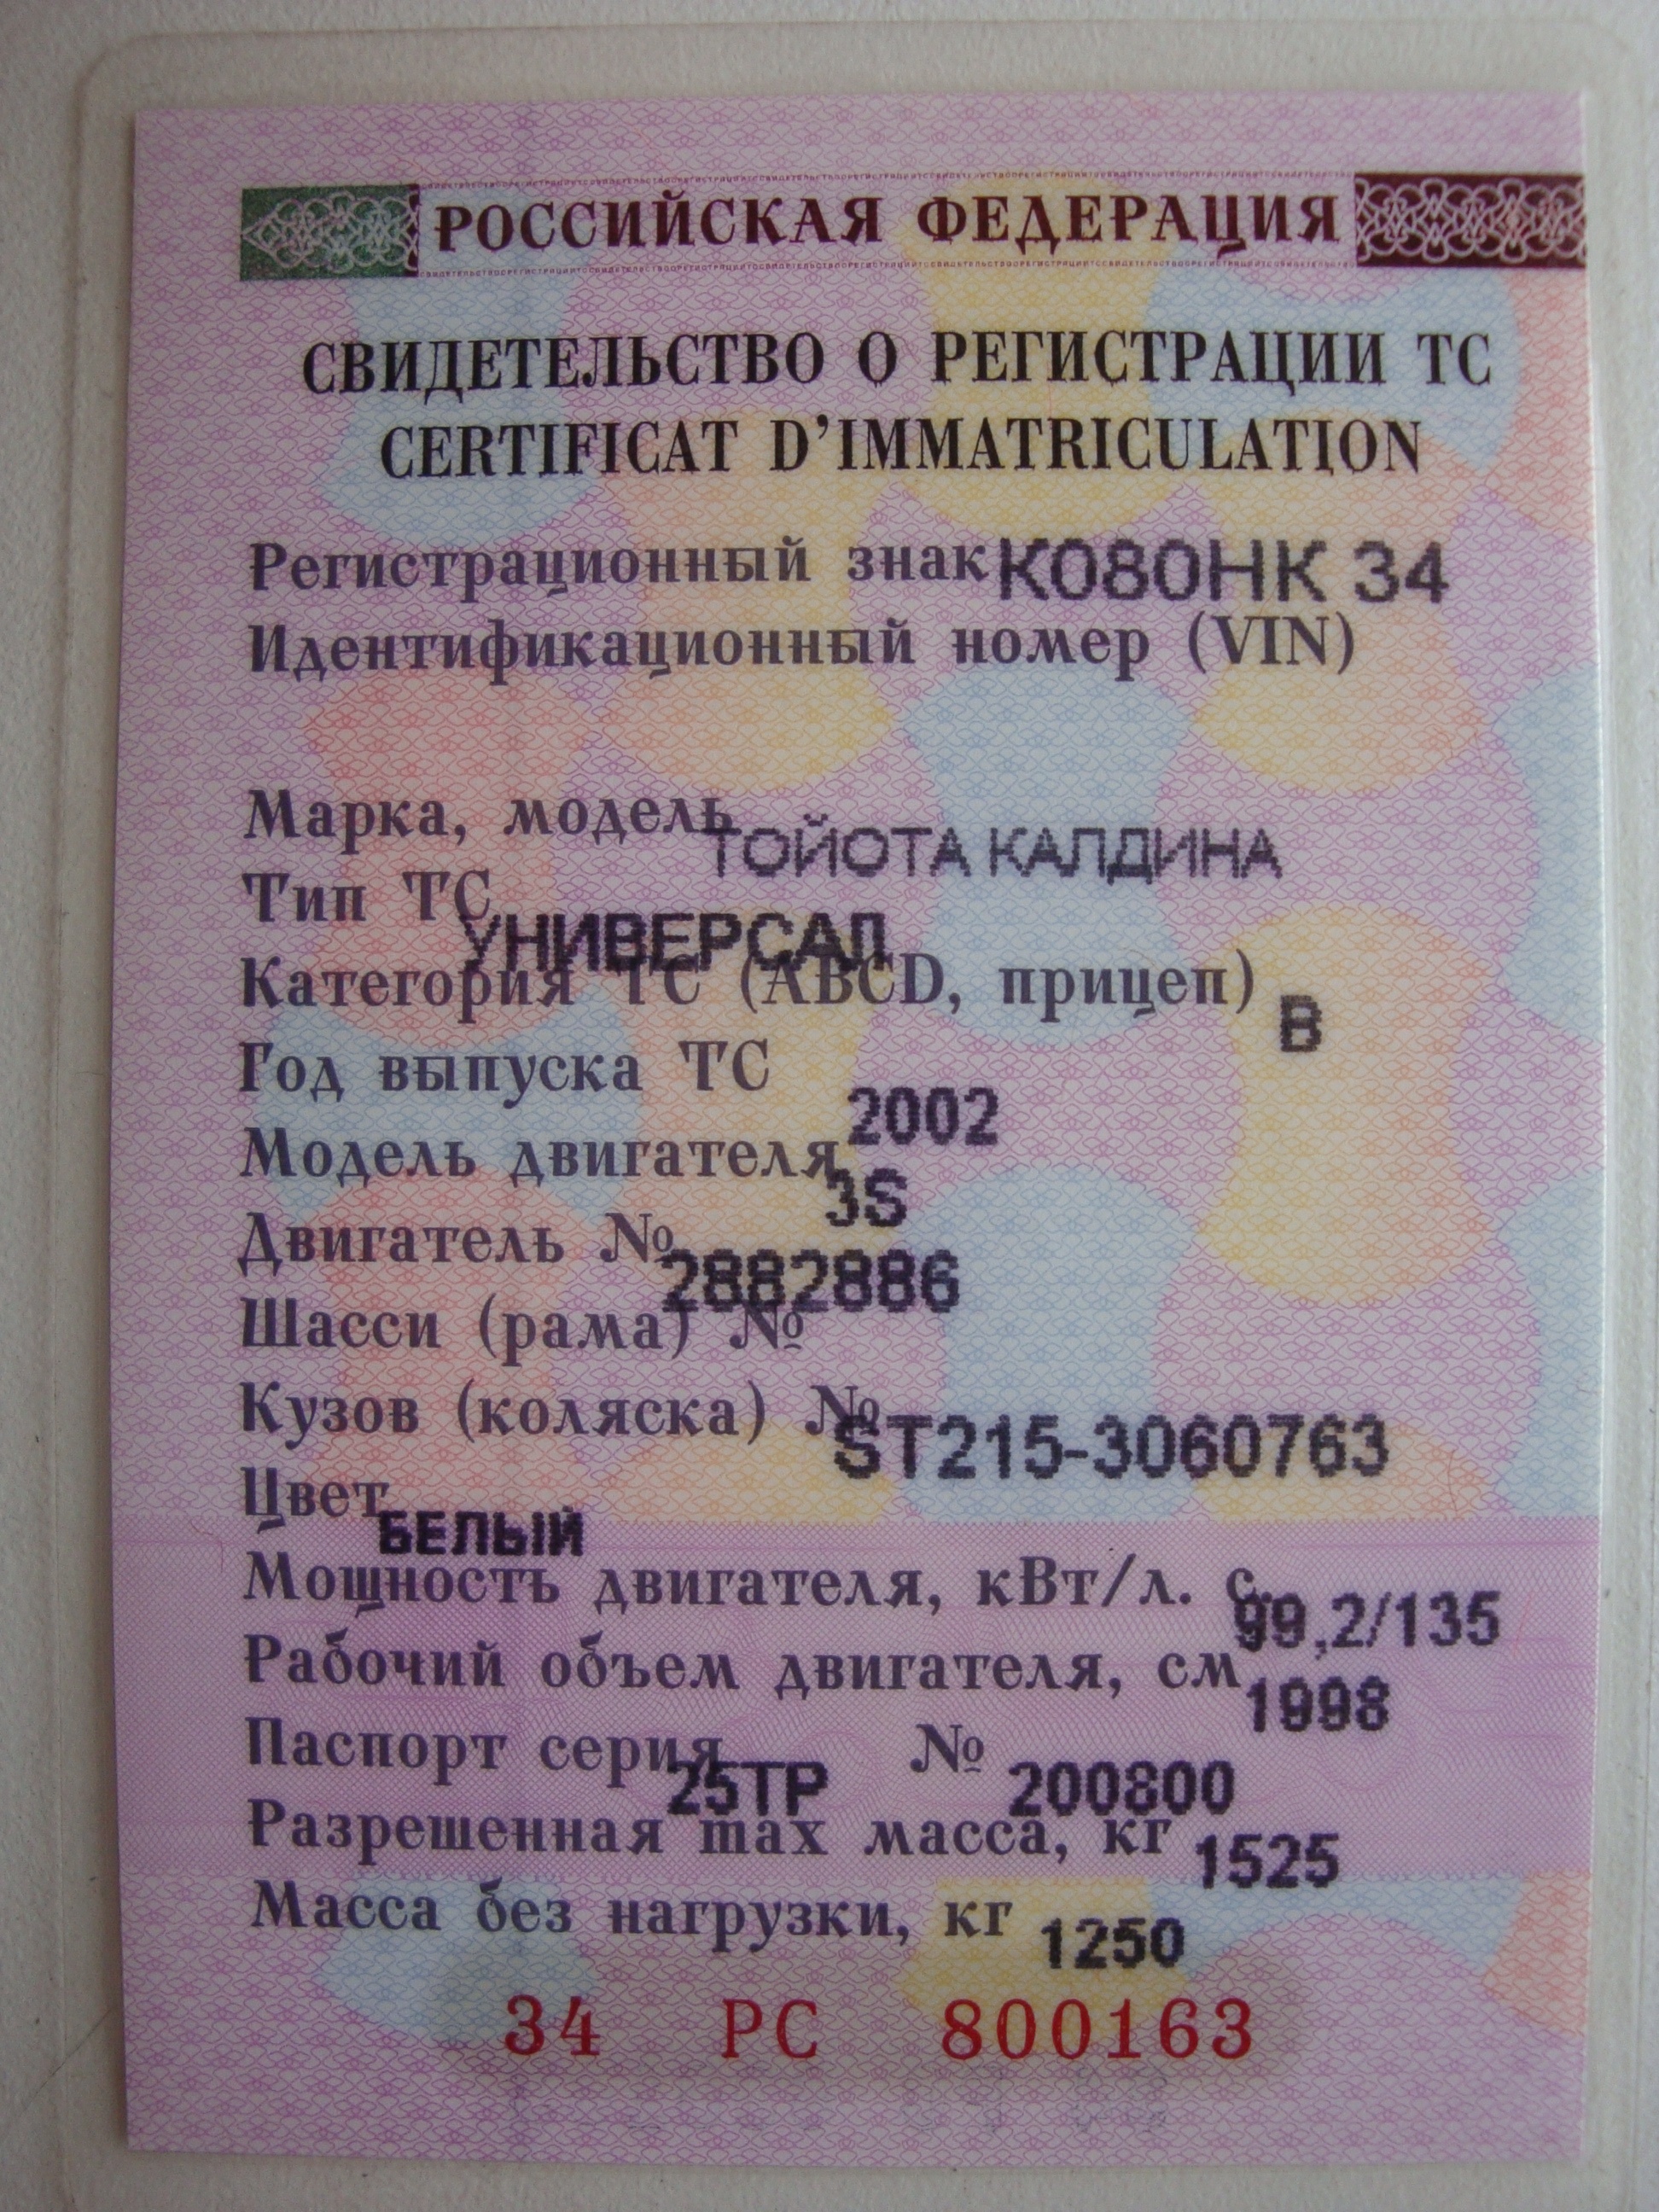 РОССИЙСКАЯ ФЕДЕРАЦИЯ
СВИДЕТЕЛЬСТВО О РЕГИСТРАЦИИ ТС
CERTIFICAT D'IMMATRICULATION
Регистрационный знак К080НК 34
Идентификационный номер (VIN)
Марка, модель ТОЙОТА КАЛДИНА
Тип ТС УНИВЕРСАЛ
Категория ТС (ABCD, прицеп) В
Год выпуска ТС 2002
Модель двигателя 3S
Двигатель № 2882886
Шасси (рама) №
Кузов (коляска) № ST215-3060763
Цвет БЕЛЫЙ
Мощность двигателя, кВт/л. с. 99,2/135
Рабочий объем двигателя, см 1998
Паспорт серия 25ТР № 200800
Разрешенная max масса, кг 1525
Масса без нагрузки, кг 1250
34 РС 800163